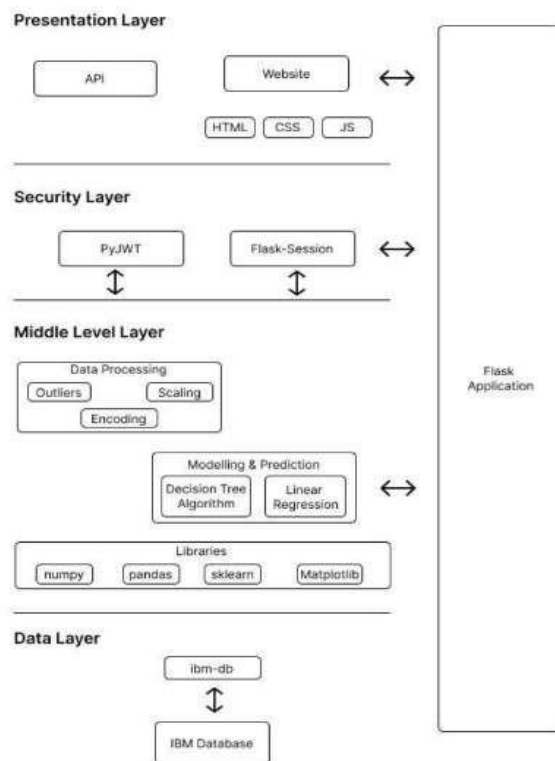 Presentation Layer
API
Website
HTML
CSS
JS
Security Layer
PyJWT
Flask-Session
Middle Level Layer
Data Processing
Outliers
Scaling
Encoding
Modelling & Prediction
Decision Tree
Algorithm
Linear
Regression
Libraries
numpy
pandas
sklearn
Matplotlib
Data Layer
ibm-db
IBM Database
Flask
Application